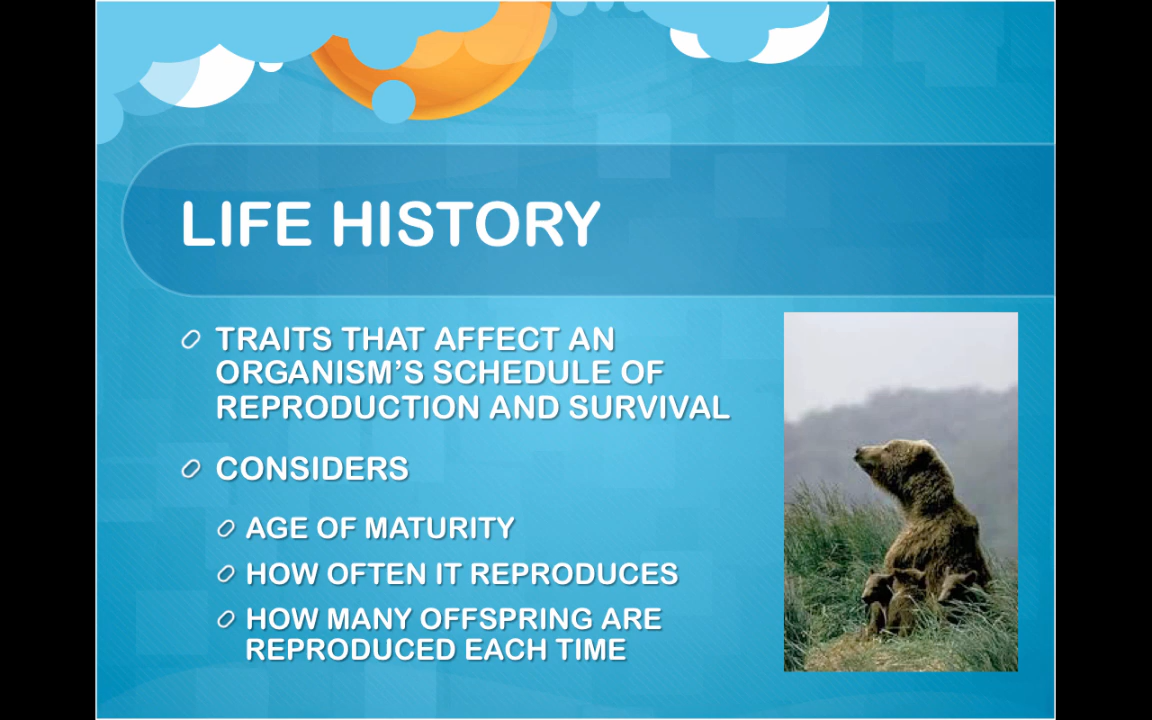 LIFE HISTORY
TRAITS THAT AFFECT AN
ORGANISM'S SCHEDULE OF
REPRODUCTION AND SURVIVAL
CONSIDERS
AGE OF MATURITY
HOW OFTEN IT REPRODUCES
HOW MANY OFFSPRING ARE
REPRODUCED EACH TIME